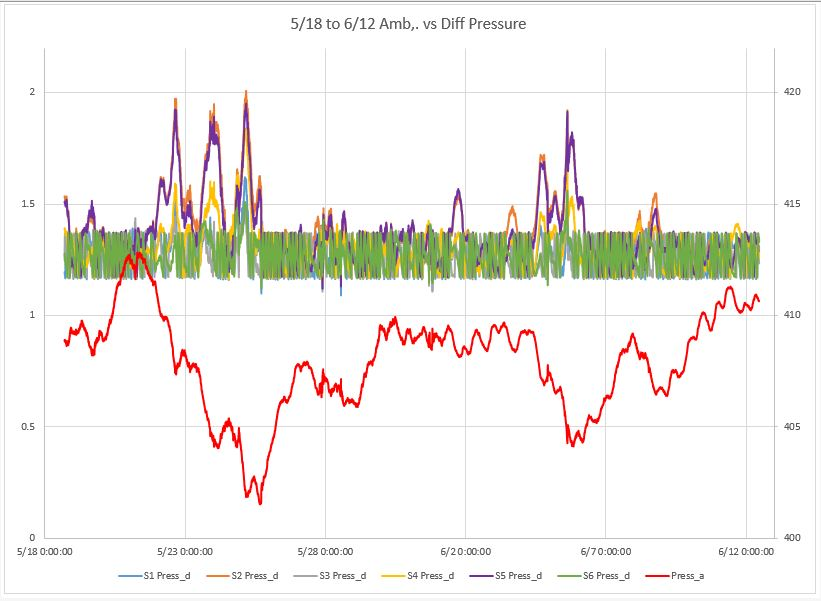 5/18 to 6/12 Amb,. vs Diff Pressure
2 420
1.5 415
1 410
0.5 405
0 400
5/18 0:00:00 5/23 0:00:00 5/28 0:00:00 6/20 0:00:00 6/70 0:00:00 6/12 0:00:00
S1 Press_d S2 Press_d S3 Press_d S4 Press_d S5 Press_d S6 Press_d Press_a